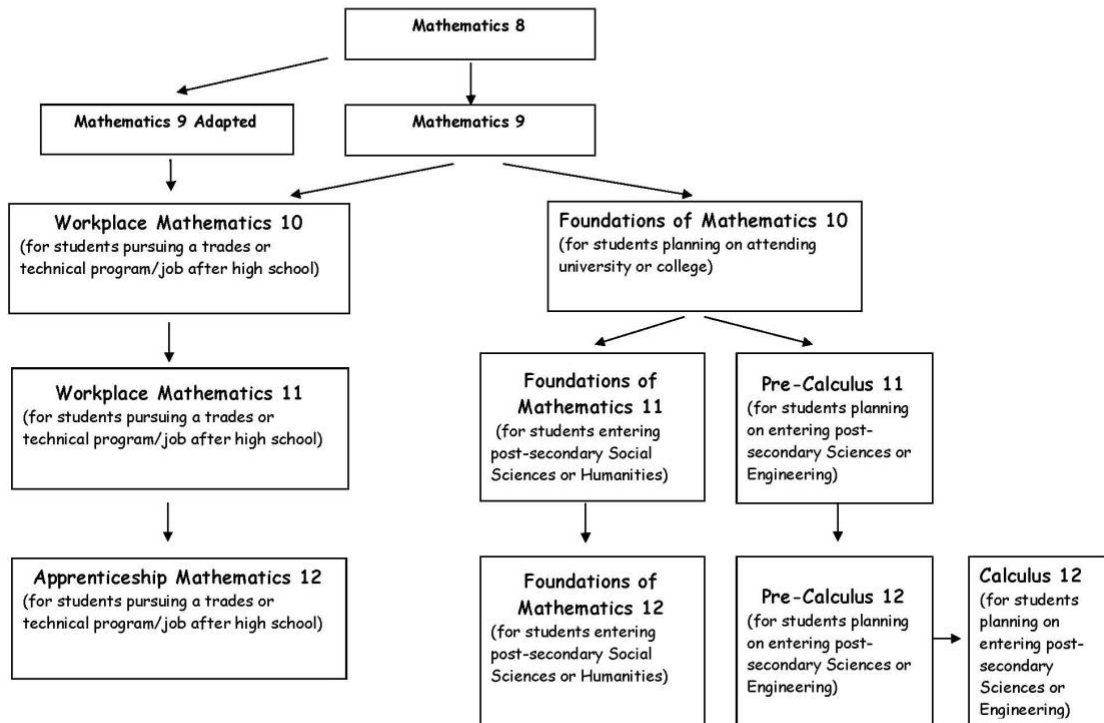 Mathematics 8
Mathematics 9 Adapted
Mathematics 9
Workplace Mathematics 10
(for students pursuing a trades or
technical program/job after high school)
Foundations of Mathematics 10
(for students planning on attending
university or college)
Workplace Mathematics 11
(for students pursuing a trades or
technical program/job after high school)
Foundations of
Mathematics 11
(for students entering
post-secondary Social
Sciences or Humanities)
Pre-Calculus 11
(for students planning
on entering post-
secondary Sciences or
Engineering)
Apprenticeship Mathematics 12
(for students pursuing a trades or
technical program/job after high school)
Foundations of
Mathematics 12
(for students entering
post-secondary Social
Sciences or Humanities)
Pre-Calculus 12
(for students planning
on entering post-
secondary Sciences or
Engineering)
Calculus 12
(for students
planning on
entering post-
secondary
Sciences or
Engineering)